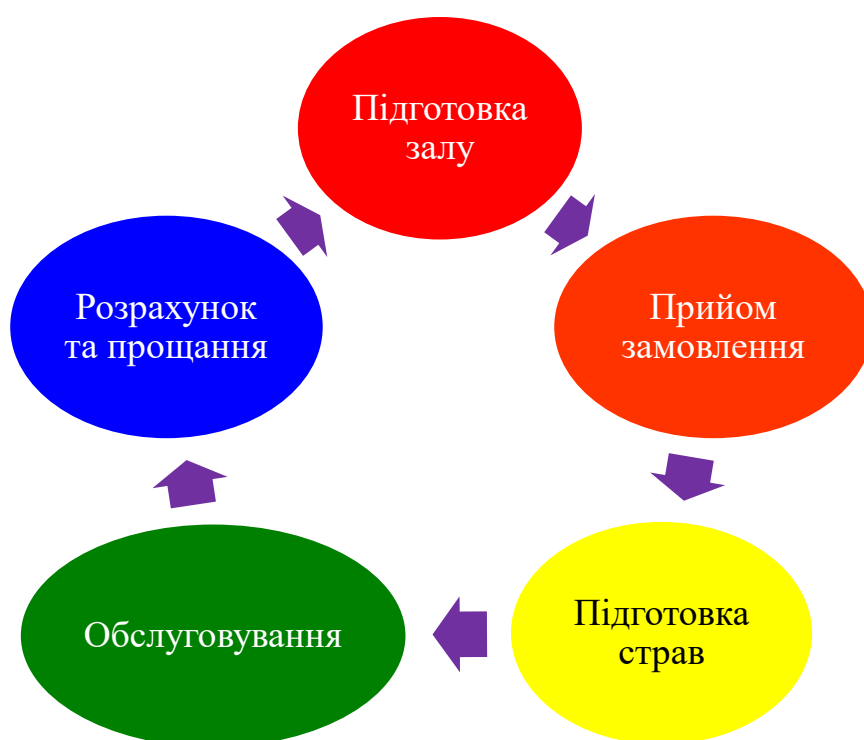 Підготовка
залу
Прийом
замовлення
Підготовка
страв
Обслуговування
Розрахунок
та прощання